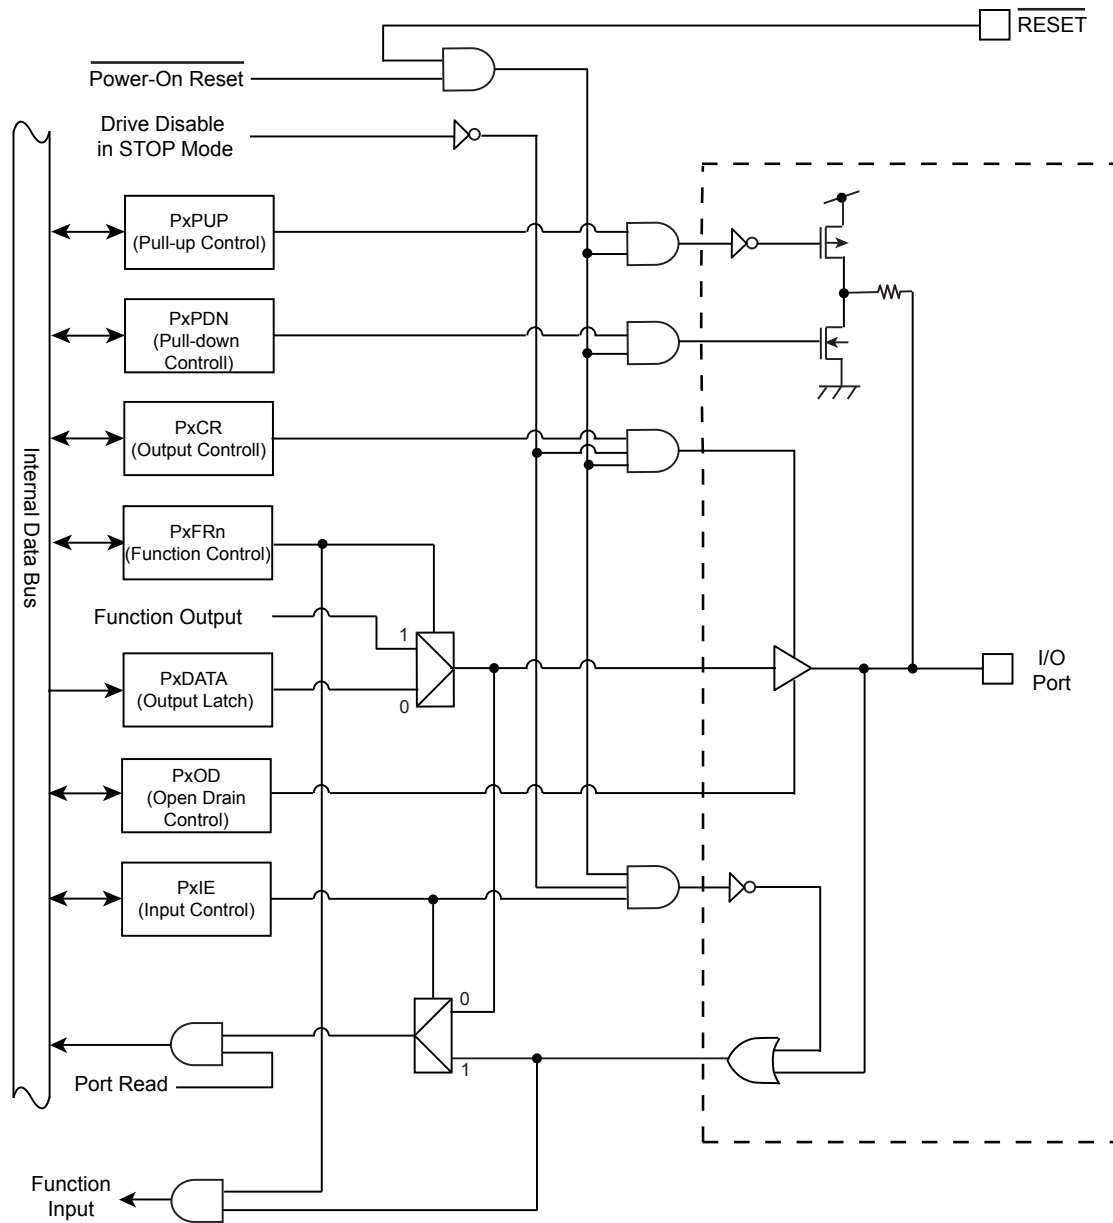 RESET
Power-On Reset
Drive Disable
in STOP Mode
PxPUP
(Pull-up Control)
PxPDN
(Pull-down
Controll)
PxCR
(Output Controll)
Internal Data Bus
PxFRn
(Function Control)
Function Output
1
PxDATA
(Output Latch)
0
I/O
Port
PxOD
(Open Drain
Control)
PxIE
(Input Control)
0
1
Port Read
Function
Input